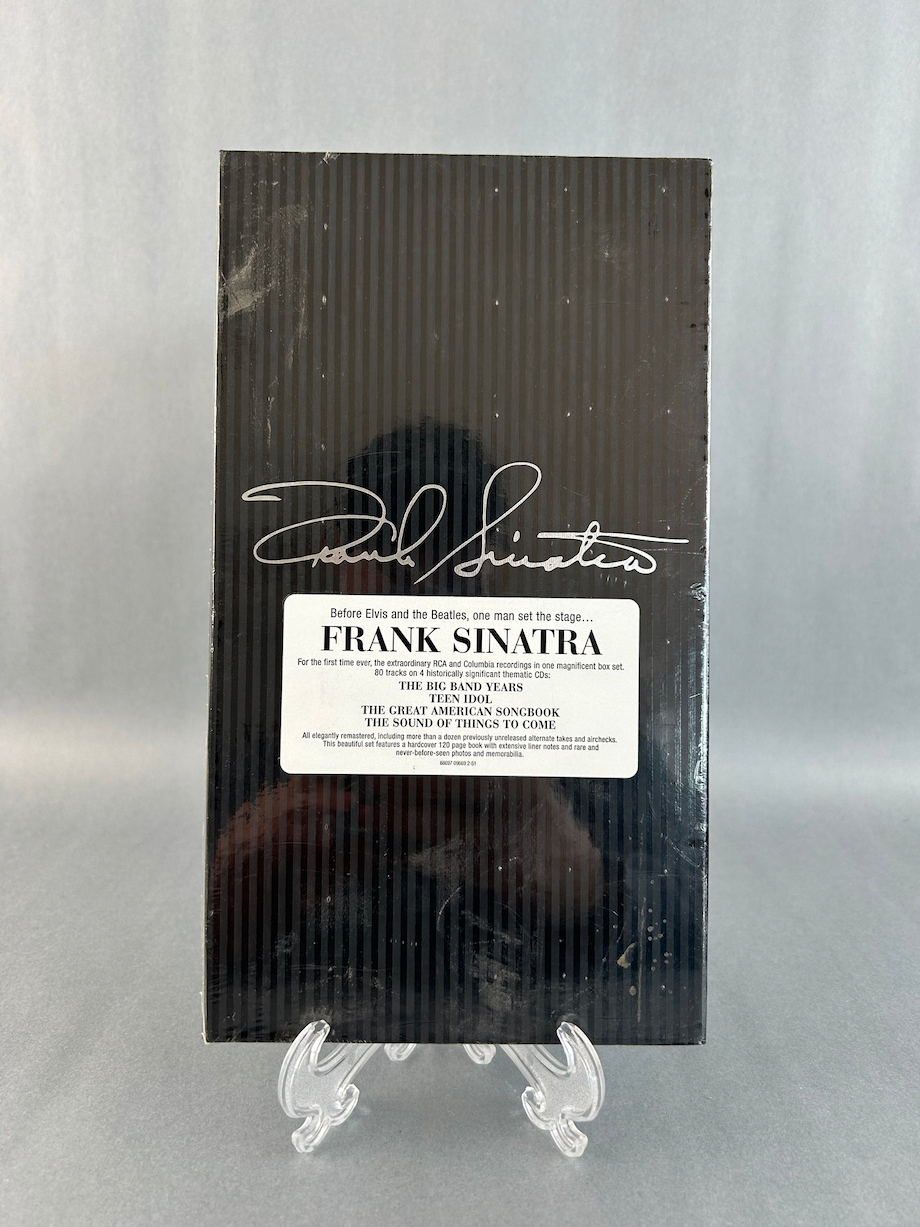 Frank Sinatra
Before Elvis and the Beatles, one man set the stage...
FRANK SINATRA
For the first time ever, the extraordinary RCA and Columbia recordings in one magnificent box set.
80 tracks on 4 historically significant thematic CDs:
THE BIG BAND YEARS
TEEN IDOL
THE GREAT AMERICAN SONGBOOK
THE SOUND OF THINGS TO COME
All elegantly remastered, including more than a dozen previously unreleased alternate takes and airchecks.
This beautiful set features a hardcover 120 page book with extensive liner notes and rare and
never-before-seen photos and memorabilia.